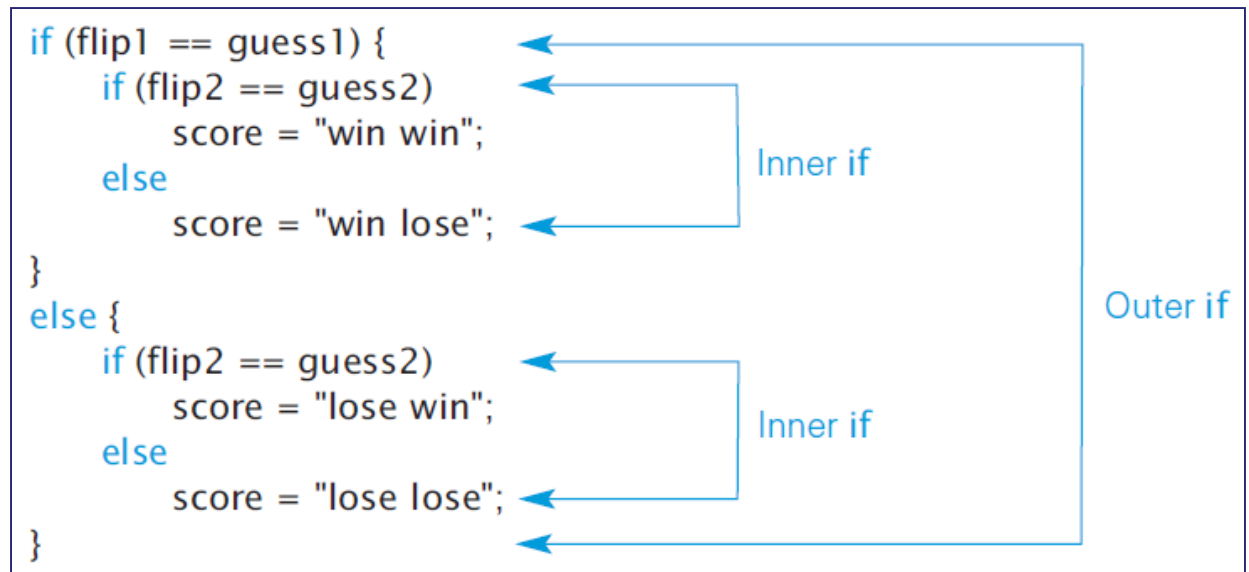 if (flip1 == guess1) {
if (flip2 == guess2)
score = "win win";
else
score = "win lose";
}
else {
if (flip2 == guess2)
score = "lose win";
else
score = "lose lose";
}
Inner if
Inner if
Outer if